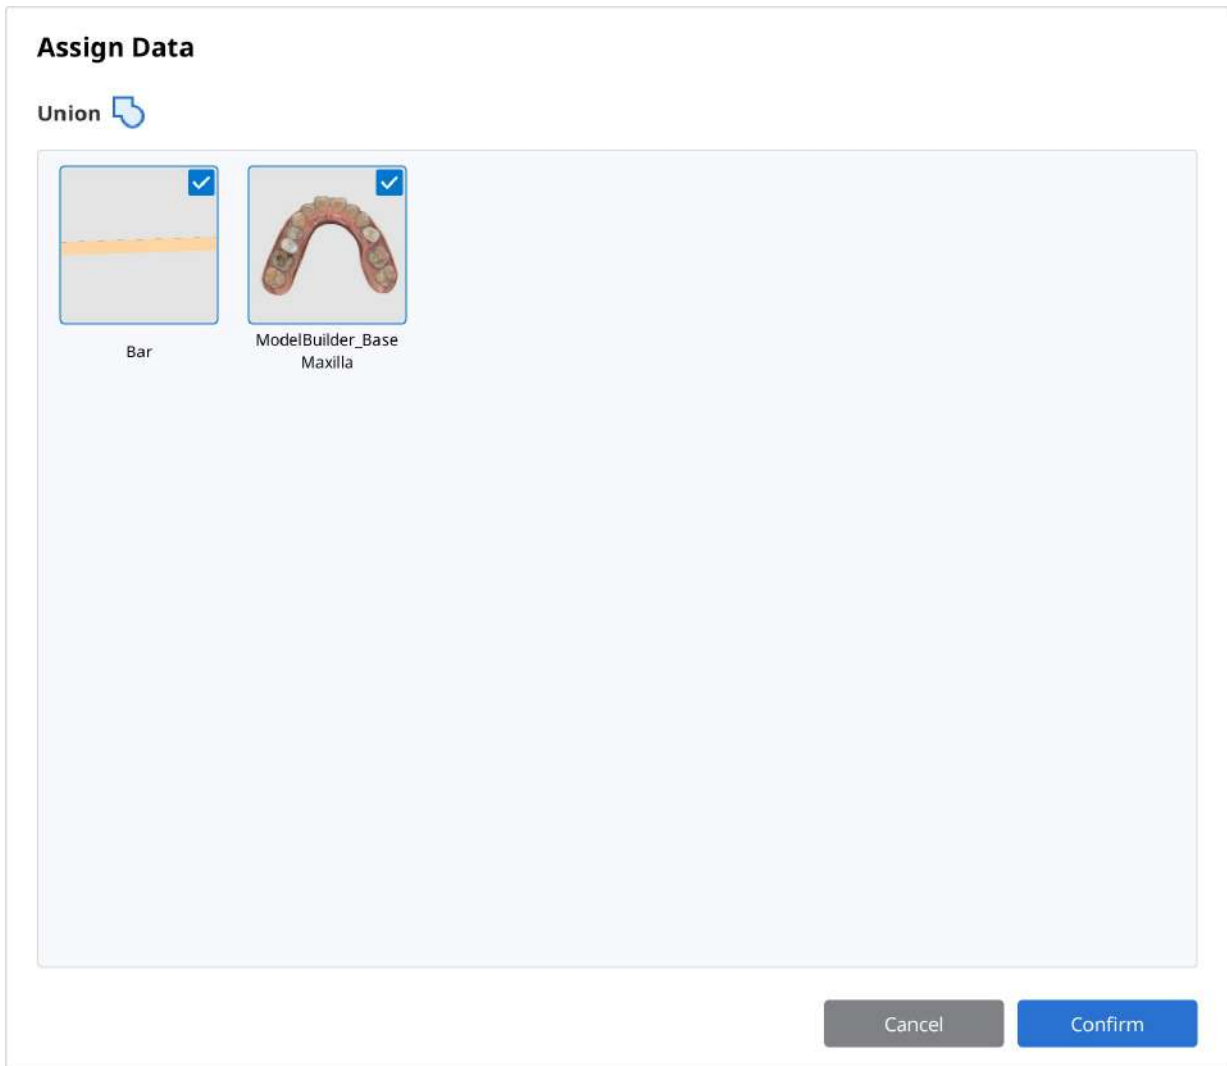 Assign Data
Union
Bar
ModelBuilder_Base
Maxilla
Cancel
Confirm